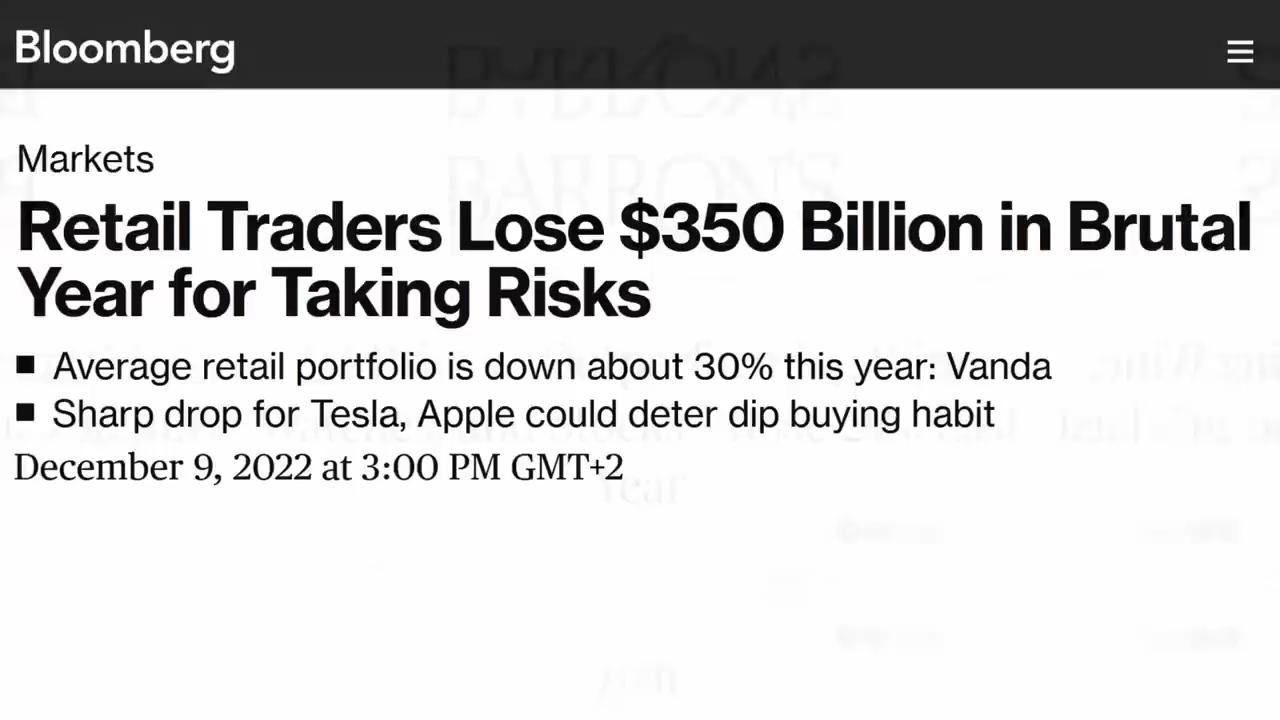 Bloomberg
Markets
Retail Traders Lose $350 Billion in Brutal
Year for Taking Risks
■ Average retail portfolio is down about 30% this year: Vanda
■ Sharp drop for Tesla, Apple could deter dip buying habit
December 9, 2022 at 3:00 PM GMT+2
BARRON'S
Year